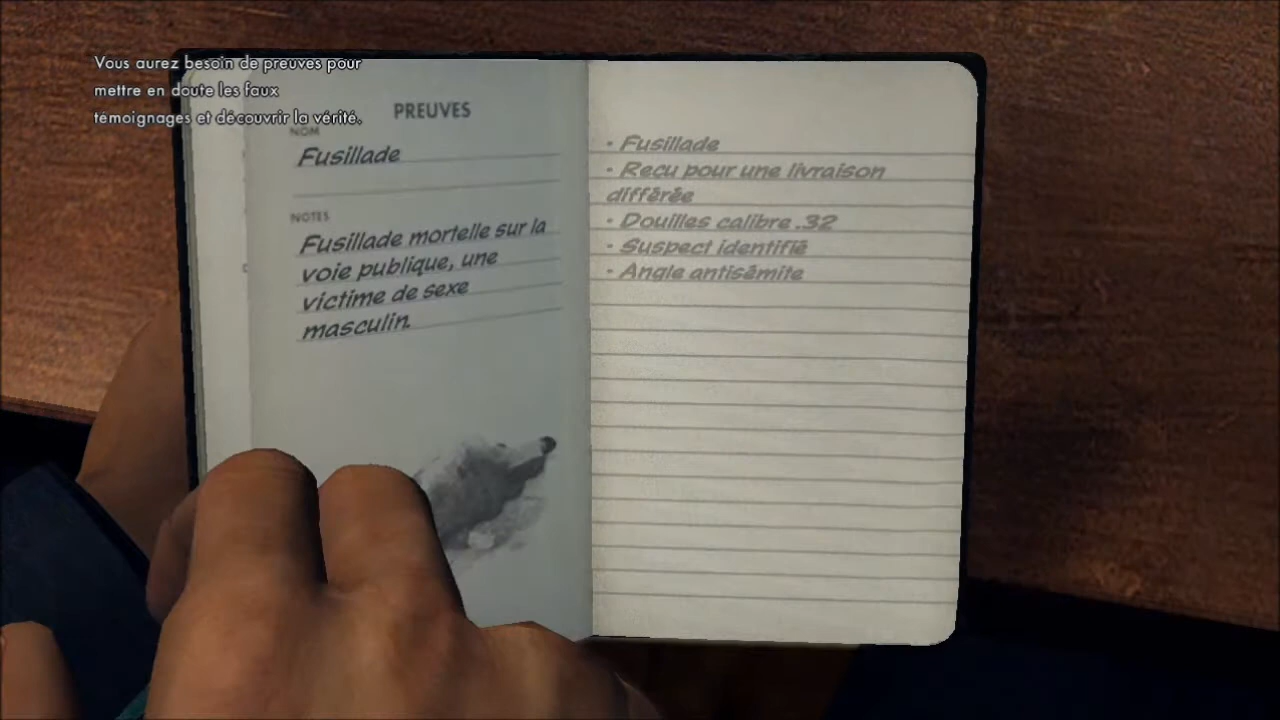 Vous aurez besoin de preuves pour
mettre en doute les faux
témoignages et découvrir la vérité.
PREUVES
NOM
Fusillade
NOTES
Fusillade mortelle sur la
voie publique, une
victime de sexe
masculin.
• Fusillade
• Reçu pour une livraison
différée
• Douilles calibre .32
• Suspect identifié
• Angle antisémite